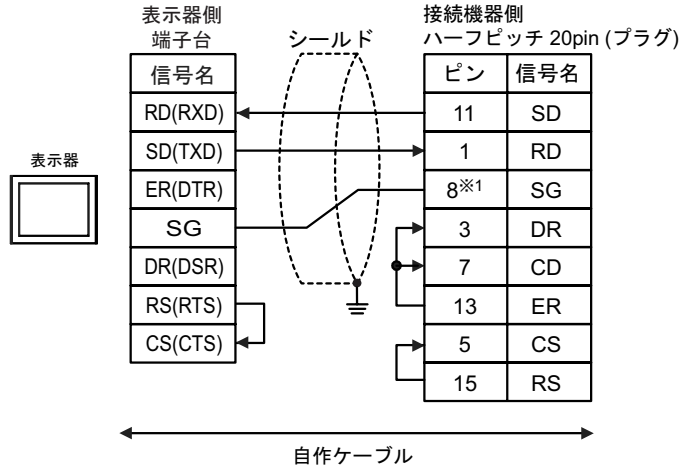 表示器側
端子台
シールド
接続機器側
ハーフピッチ 20pin (プラグ)
表示器
信号名
RD(RXD)
SD(TXD)
ER(DTR)
SG
DR(DSR)
RS(RTS)
CS(CTS)
ピン 信号名
11 SD
1 RD
8※1 SG
3 DR
7 CD
13 ER
5 CS
15 RS
自作ケーブル